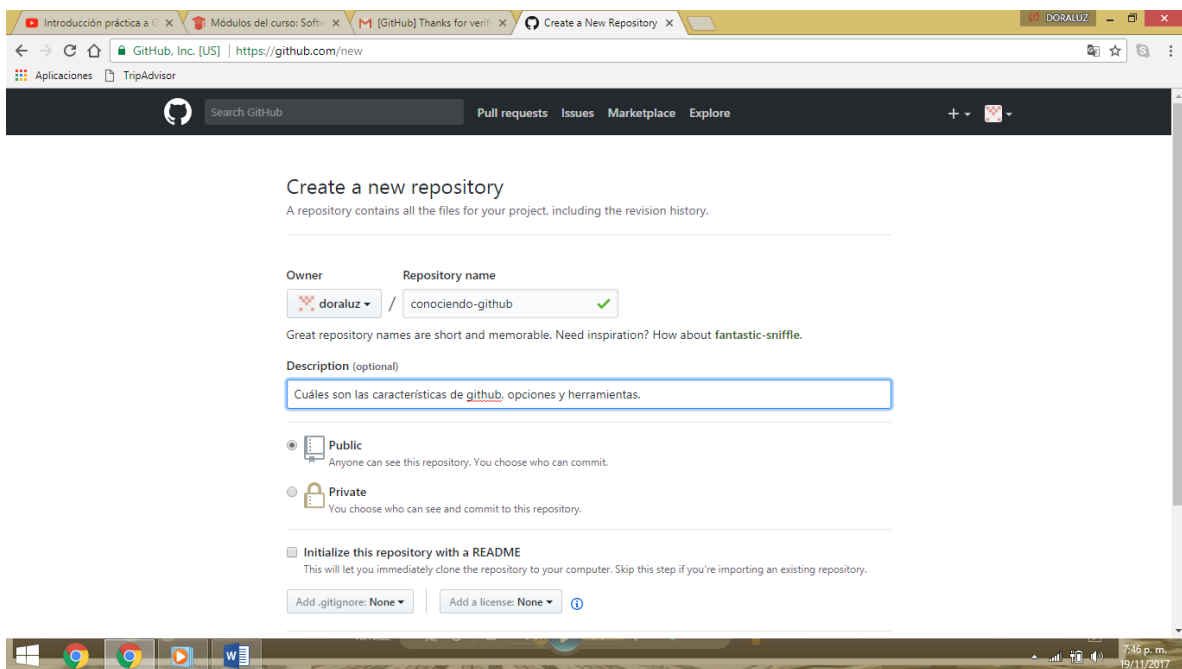 Introducción práctica a G
Módulos del curso: Softw
[GitHub] Thanks for verif
Create a New Repository
DORALUZ
GitHub, Inc. [US] | https://github.com/new
Aplicaciones TripAdvisor
Search GitHub Pull requests Issues Marketplace Explore
Create a new repository
A repository contains all the files for your project, including the revision history.
Owner Repository name
doraluz / conociendo-github
Great repository names are short and memorable. Need inspiration? How about fantastic-sniffle.
Description (optional)
Cuáles son las características de github, opciones y herramientas.
Public
Anyone can see this repository. You choose who can commit.
Private
You choose who can see and commit to this repository.
Initialize this repository with a README
This will let you immediately clone the repository to your computer. Skip this step if you're importing an existing repository.
Add .gitignore: None Add a license: None
7:46 p. m.
19/11/2017